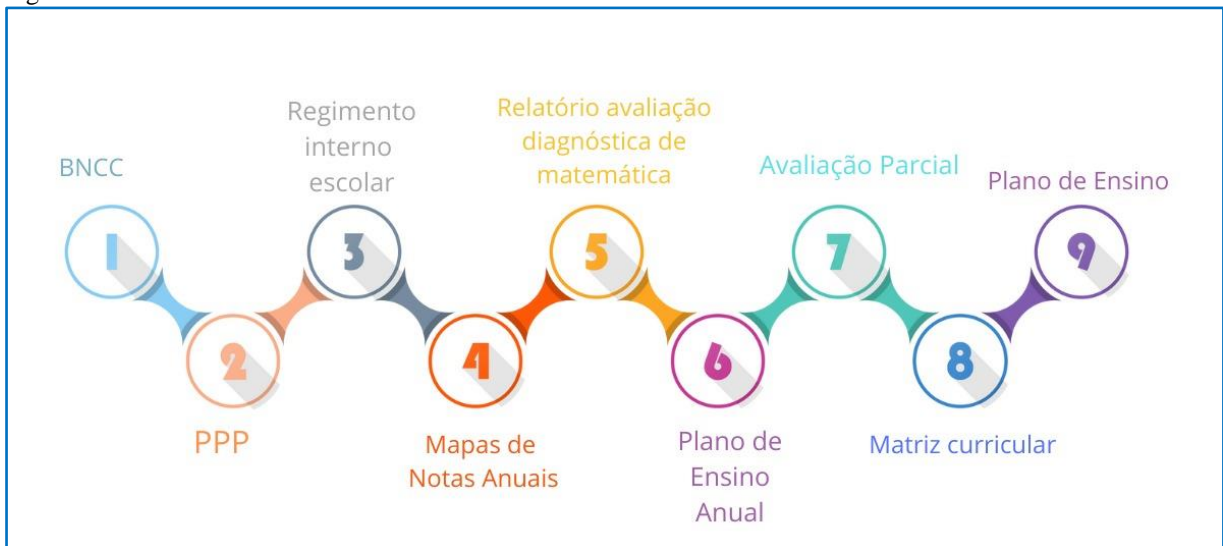 BNCC
1
2
PPP
Regimento
interno
escolar
3
4
Mapas de
Notas Anuais
Relatório avaliação
diagnóstica de
matemática
5
6
Plano de
Ensino
Anual
Avaliação Parcial
7
8
Matriz curricular
Plano de Ensino
9